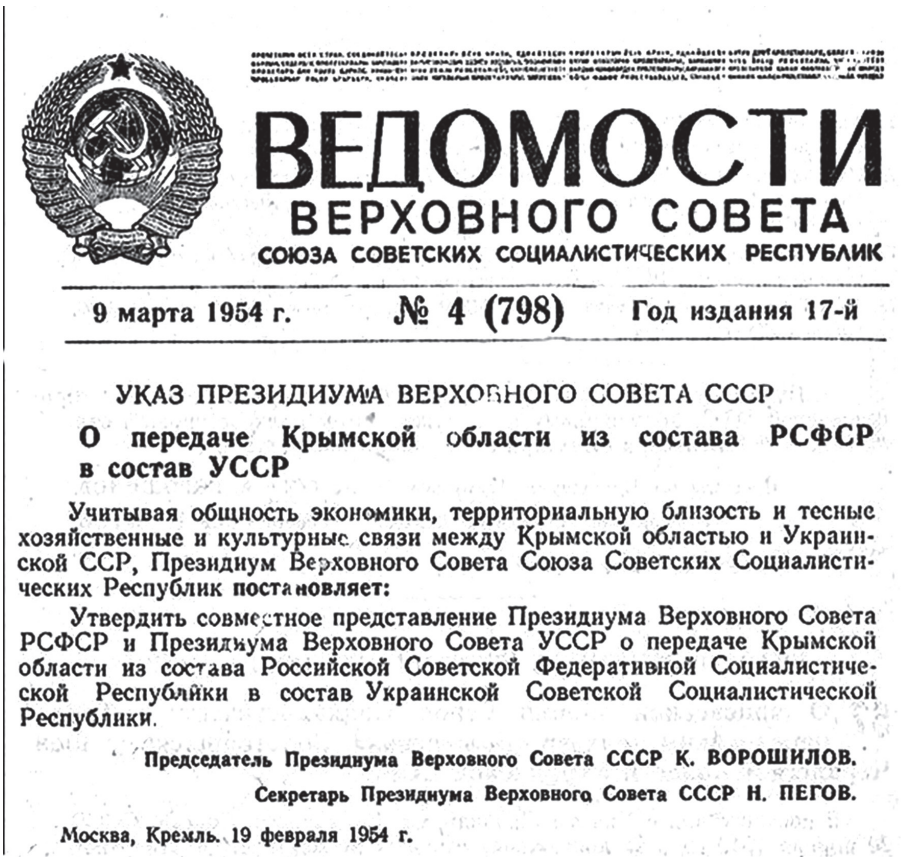 ВЕДОМОСТИ
ВЕРХОВНОГО СОВЕТА
СОЮЗА СОВЕТСКИХ СОЦИАЛИСТИЧЕСКИХ РЕСПУБЛИК
9 марта 1954 г.
№ 4 (798)
Год издания 17-й
УКАЗ ПРЕЗИДИУМА ВЕРХОВНОГО СОВЕТА СССР
О передаче Крымской области из состава РСФСР
в состав УССР
Учитывая общность экономики, территориальную близость и тесные
хозяйственные и культурные связи между Крымской областью и Украин-
ской ССР, Президиум Верховного Совета Союза Советских Социалисти-
ческих Республик постановляет:
Утвердить совместное представление Президиума Верховного Совета
РСФСР и Президиума Верховного Совета УССР о передаче Крымской
области из состава Российской Советской Федеративной Социалистиче-
ской Республики в состав Украинской Советской Социалистической
Республики.
Председатель Президиума Верховного Совета СССР К. ВОРОШИЛОВ.
Секретарь Президиума Верховного Совета СССР Н. ПЕГОВ.
Москва, Кремль. 19 февраля 1954 г.